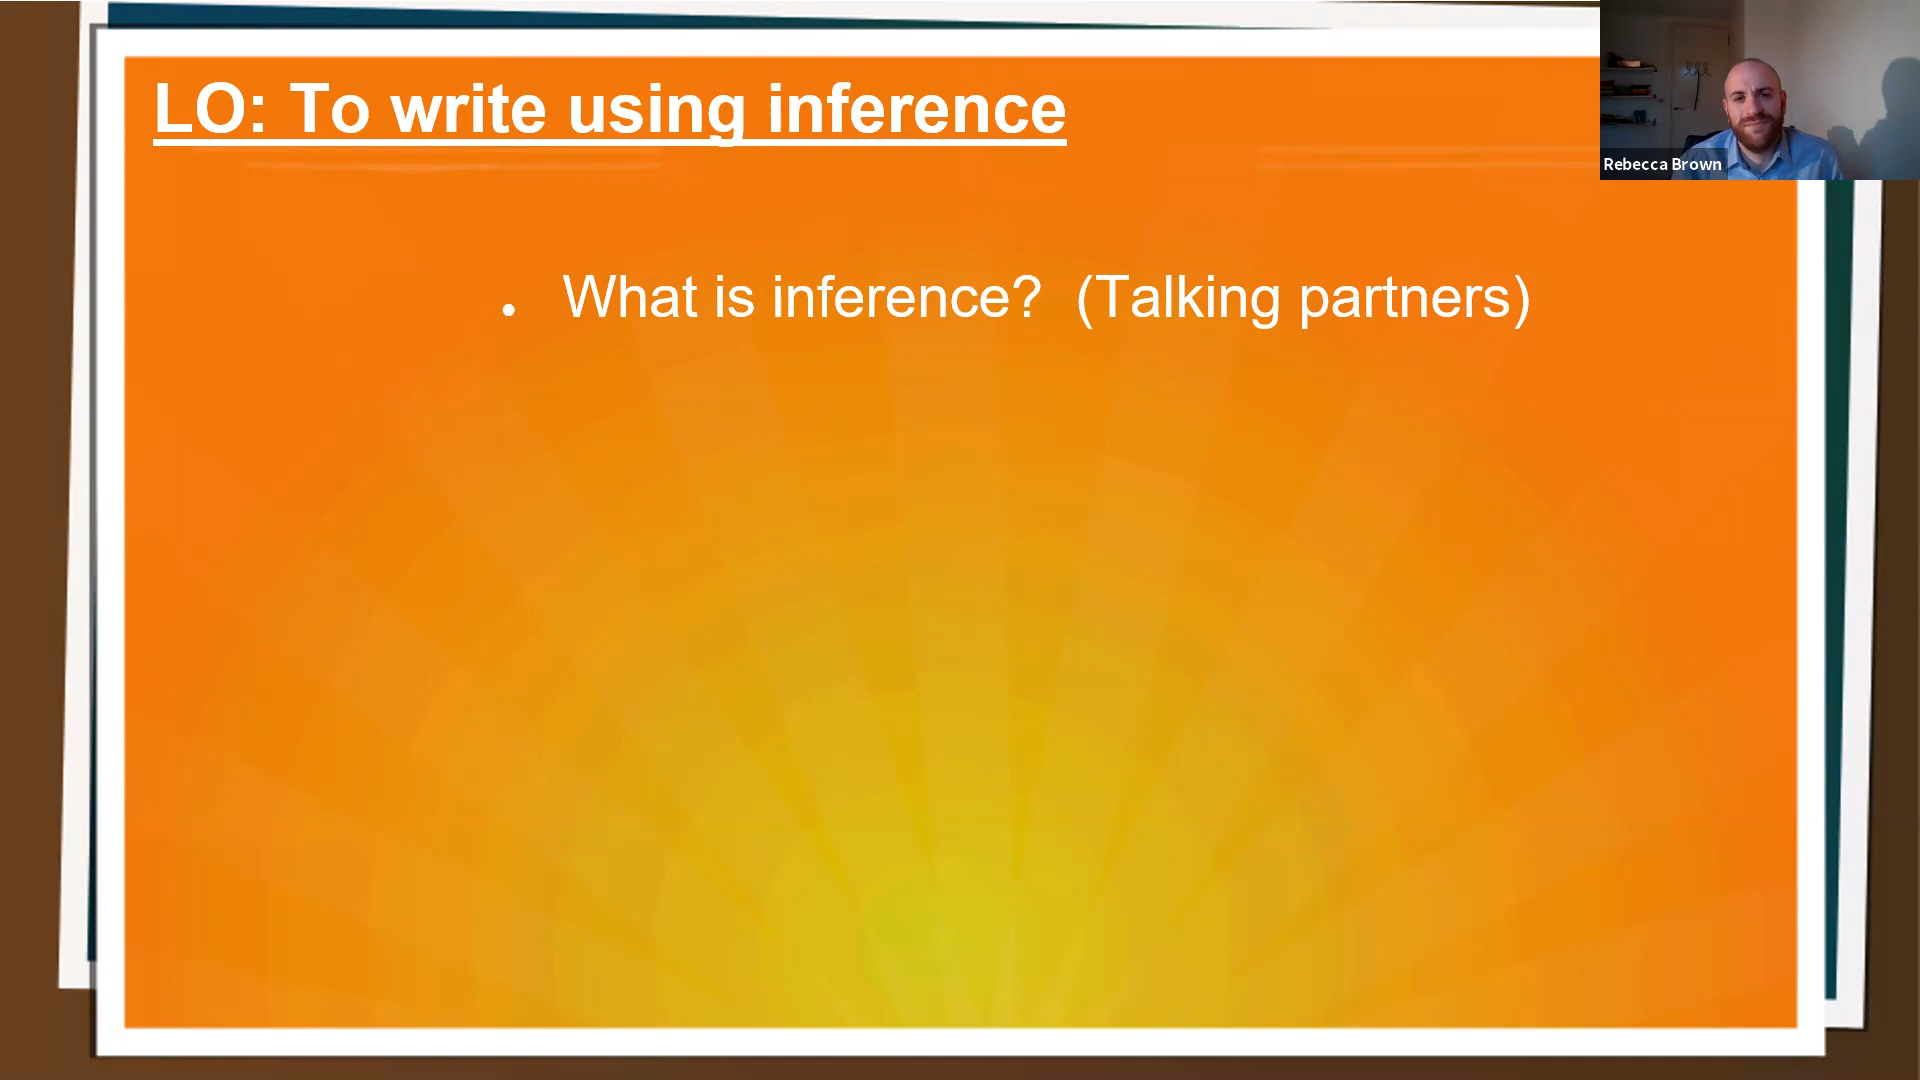 LO: To write using inference
Rebecca Brown
• What is inference? (Talking partners)